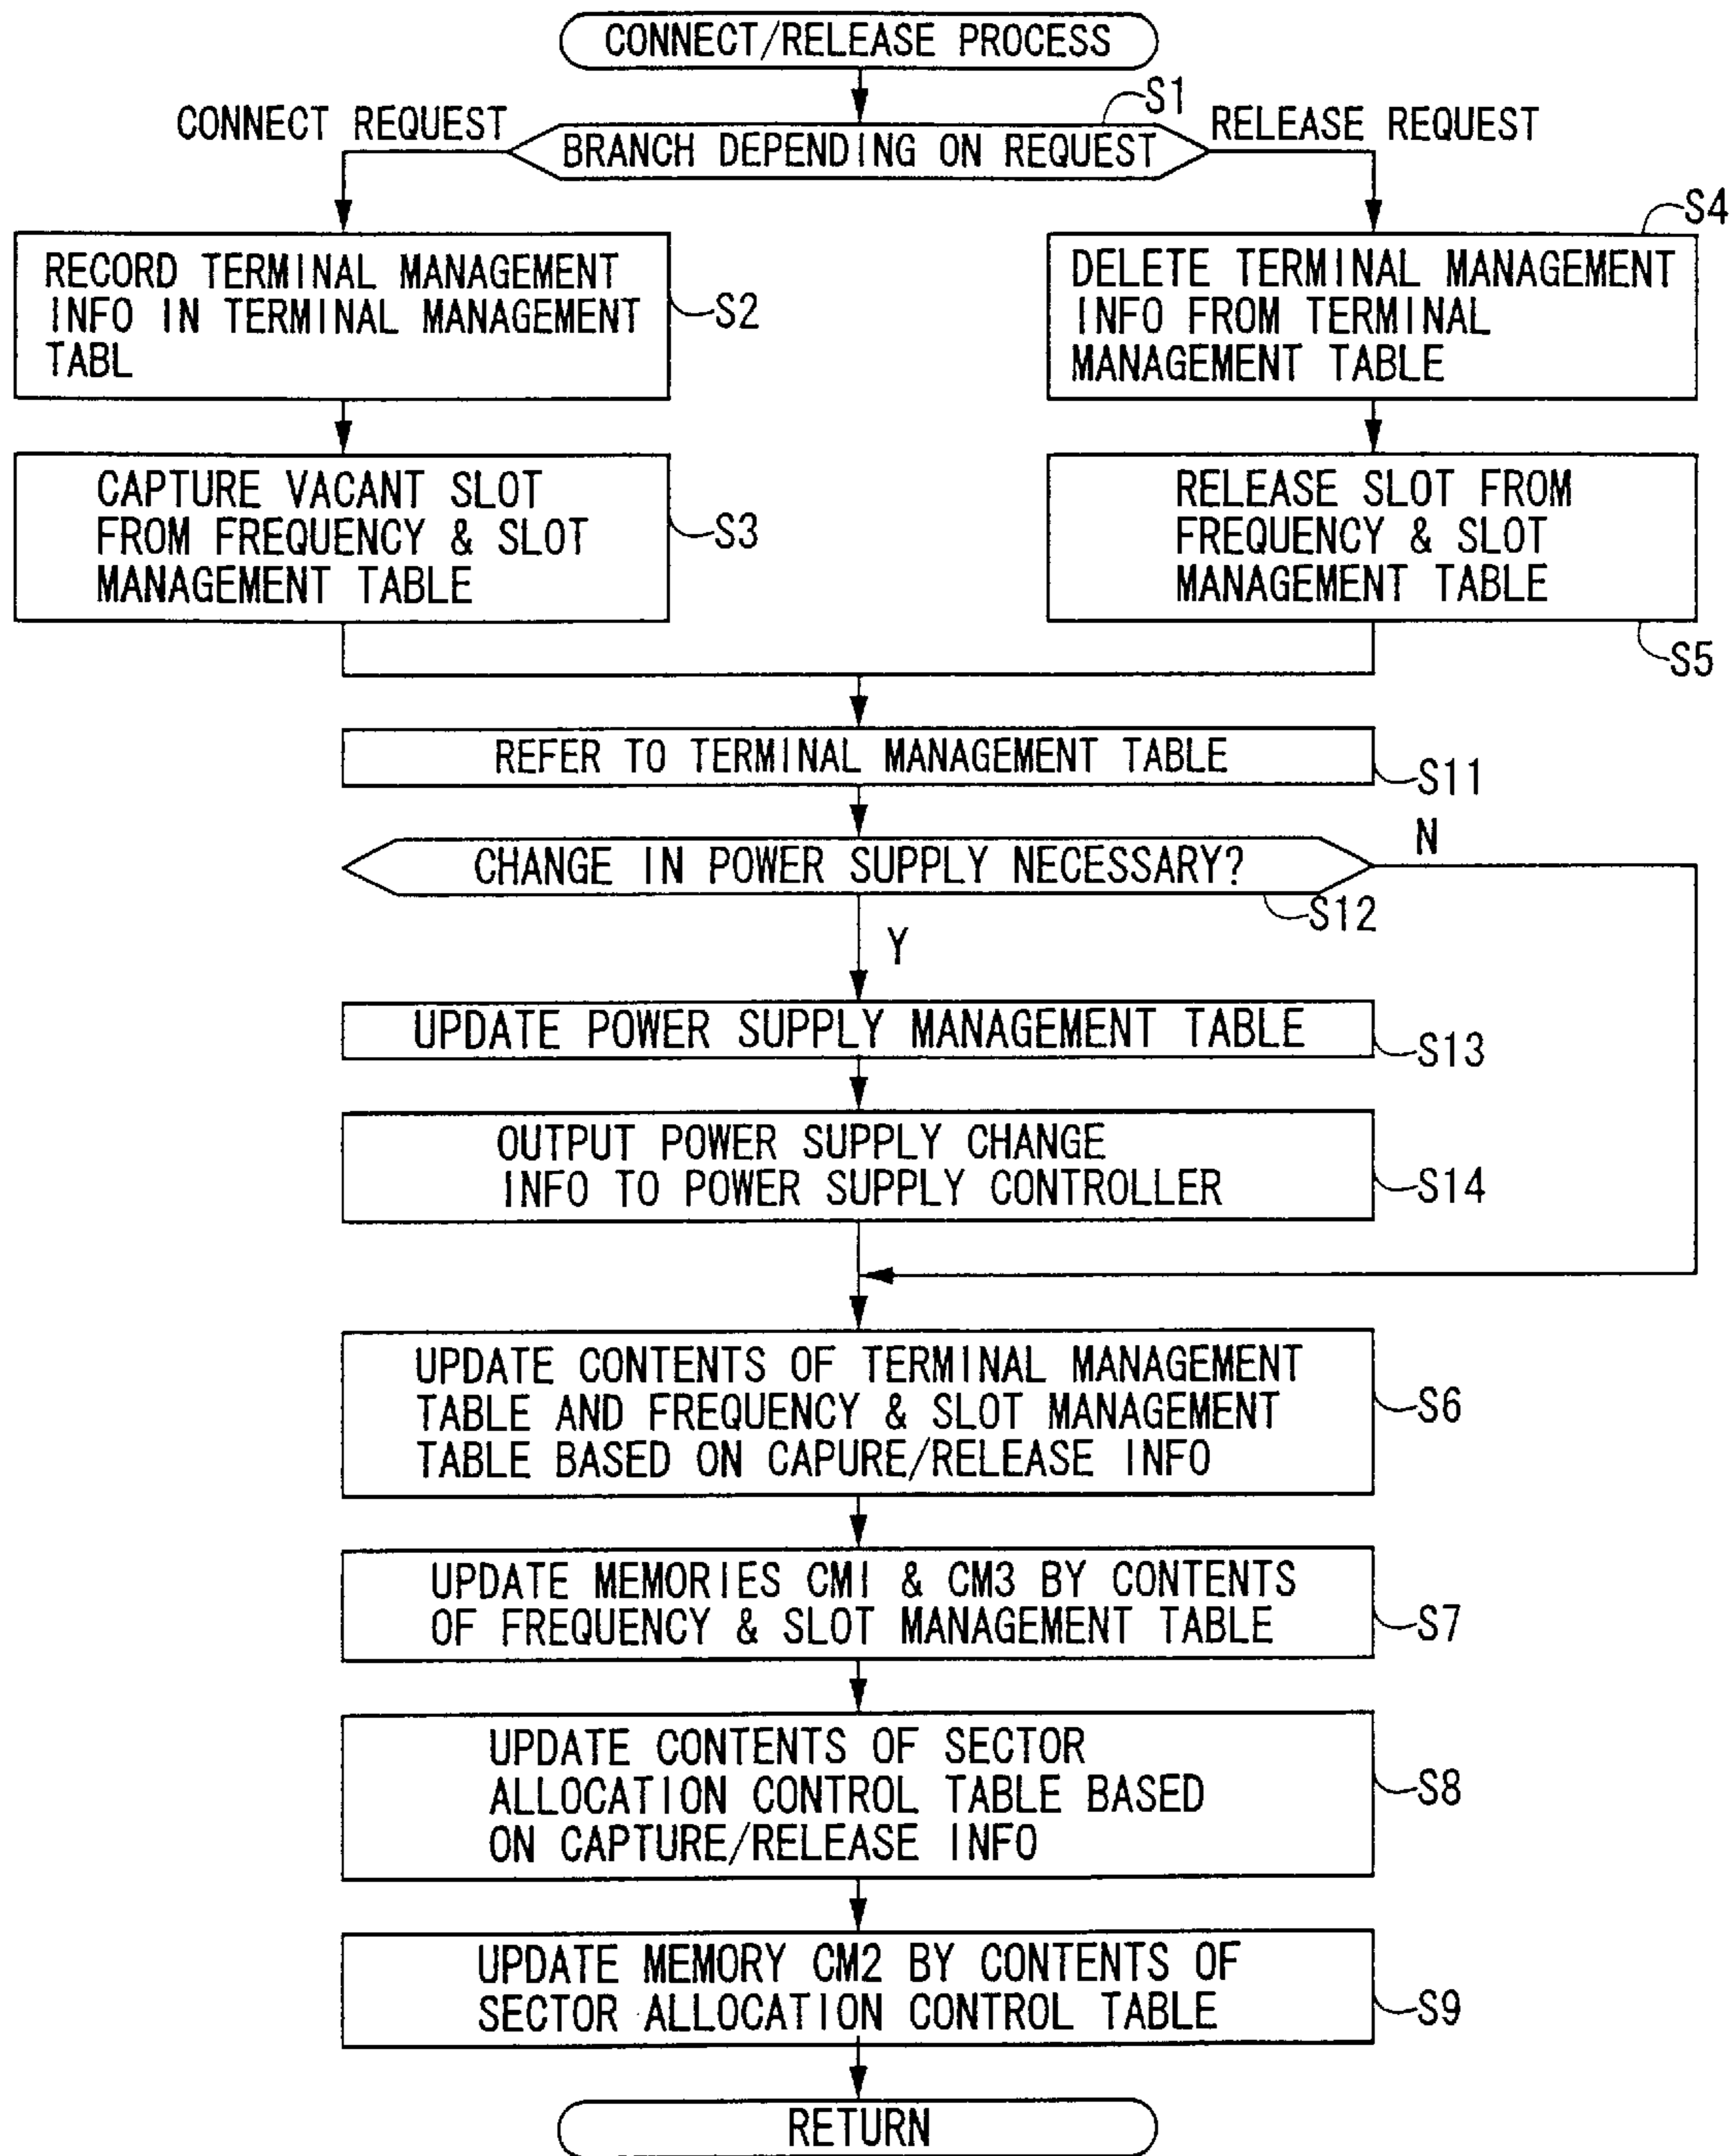 CONNECT/RELEASE PROCESS
S1
CONNECT REQUEST
RELEASE REQUEST
BRANCH DEPENDING ON REQUEST
S4
RECORD TERMINAL MANAGEMENT
INFO IN TERMINAL MANAGEMENT
TABL
S2
DELETE TERMINAL MANAGEMENT
INFO FROM TERMINAL
MANAGEMENT TABLE
CAPTURE VACANT SLOT
FROM FREQUENCY & SLOT
MANAGEMENT TABLE
S3
RELEASE SLOT FROM
FREQUENCY & SLOT
MANAGEMENT TABLE
S5
REFER TO TERMINAL MANAGEMENT TABLE
S11
CHANGE IN POWER SUPPLY NECESSARY?
N
S12
Y
UPDATE POWER SUPPLY MANAGEMENT TABLE
S13
OUTPUT POWER SUPPLY CHANGE
INFO TO POWER SUPPLY CONTROLLER
S14
UPDATE CONTENTS OF TERMINAL MANAGEMENT
TABLE AND FREQUENCY & SLOT MANAGEMENT
TABLE BASED ON CAPURE/RELEASE INFO
S6
UPDATE MEMORIES CM1 & CM3 BY CONTENTS
OF FREQUENCY & SLOT MANAGEMENT TABLE
S7
UPDATE CONTENTS OF SECTOR
ALLOCATION CONTROL TABLE BASED
ON CAPTURE/RELEASE INFO
S8
UPDATE MEMORY CM2 BY CONTENTS OF
SECTOR ALLOCATION CONTROL TABLE
S9
RETURN